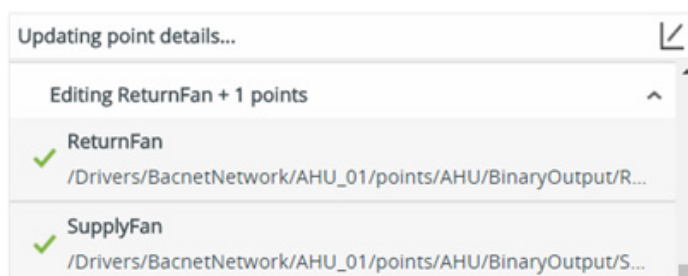 Updating point details...
Editing ReturnFan + 1 points
ReturnFan
/Drivers/BacnetNetwork/AHU_01/points/AHU/BinaryOutput/R...
SupplyFan
/Drivers/BacnetNetwork/AHU_01/points/AHU/BinaryOutput/S...